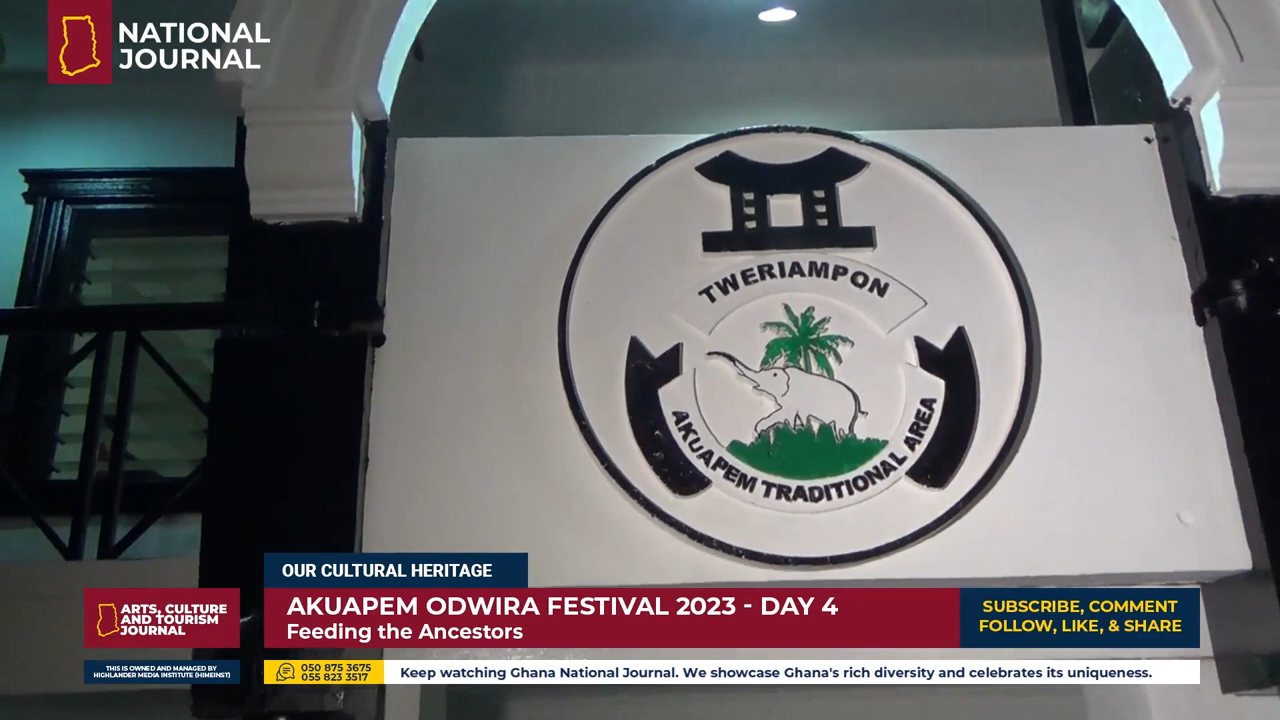 NATIONAL
JOURNAL
TWERIAMPON
AKUAPEM TRADITIONAL AREA
OUR CULTURAL HERITAGE
ARTS, CULTURE
AND TOURISM
JOURNAL
AKUAPEM ODWIRA FESTIVAL 2023 - DAY 4
Feeding the Ancestors
SUBSCRIBE, COMMENT
FOLLOW, LIKE, & SHARE
THIS IS OWNED AND MANAGED BY
HIGHLANDER MEDIA INSTITUTE (HIMEINST)
050 875 3675
055 823 3517
Keep watching Ghana National Journal. We showcase Ghana's rich diversity and celebrates its uniqueness.